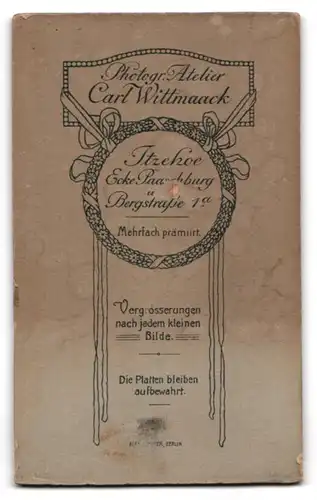 Photogr. Atelier
Carl Wittmaack
Itzehoe
Ecke Paaschburg
u
Bergstraße 1a
Mehrfach prämiirt.
Vergrösserungen
nach jedem kleinen
Bilde.
Die Platten bleiben
aufbewahrt.
BERLIN